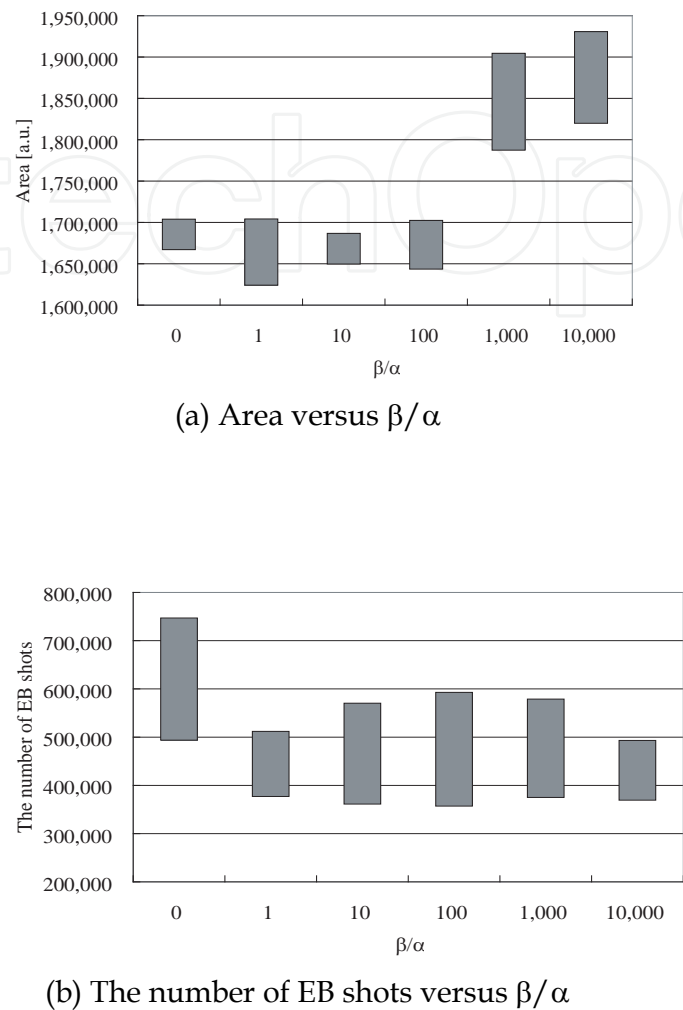 1,950,000
1,900,000
1,850,000
1,800,000
1,750,000
1,700,000
1,650,000
1,600,000
Area [a.u.]
0 1 10 100 1,000 10,000
β/α
(a) Area versus β/α
800,000
700,000
600,000
500,000
400,000
300,000
200,000
The number of EB shots
0 1 10 100 1,000 10,000
β/α
(b) The number of EB shots versus β/α